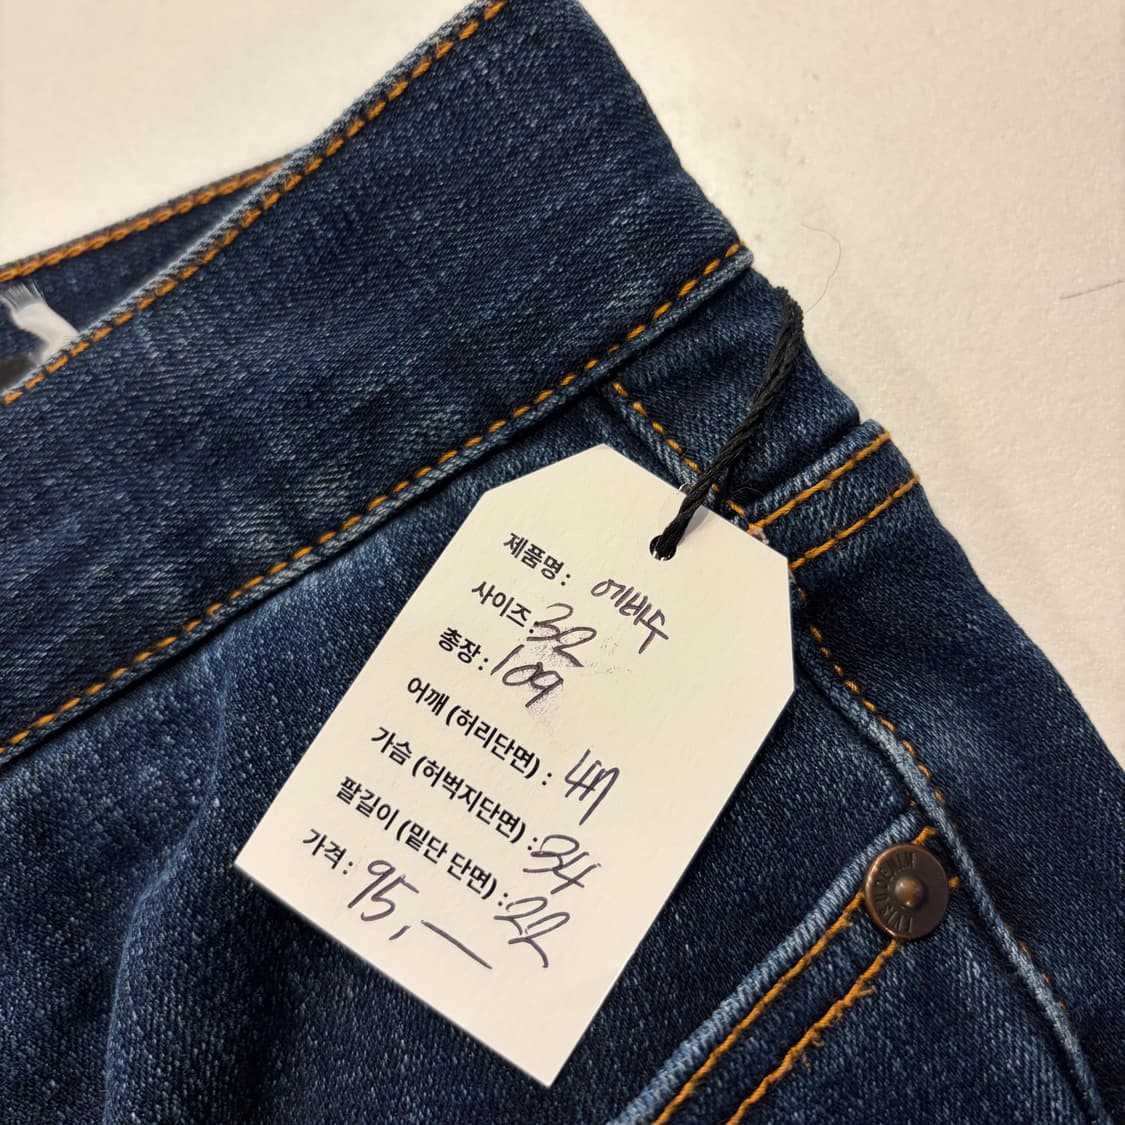 제품명 : 에비수
사이즈 : 32
총장 : 109
어깨 (허리단면) : 47
가슴 (허벅지단면) : 34
팔길이 (밑단 단면) : 22
가격 : 95,—